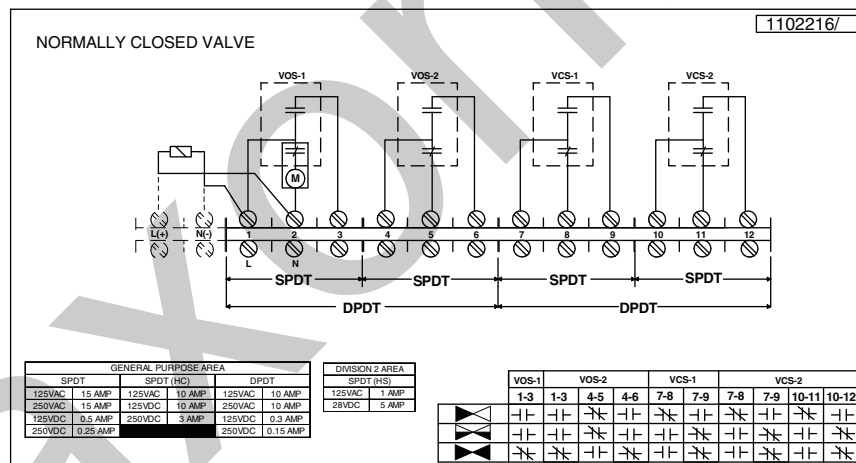 1102216/
NORMALLY CLOSED VALVE
VOS-1 VOS-2 VCS-1 VCS-2
M
L(+) N(-) 1 2 3 4 5 6 7 8 9 10 11 12
L N
SPDT SPDT SPDT SPDT
DPDT DPDT
GENERAL PURPOSE AREA
SPDT SPDT (HC) DPDT
125VAC 15 AMP 125VAC 10 AMP 125VAC 10 AMP
250VAC 15 AMP 125VDC 10 AMP 250VAC 10 AMP
125VDC 0.5 AMP 250VDC 3 AMP 125VDC 0.3 AMP
250VDC 0.25 AMP 250VDC 0.15 AMP
DIVISION 2 AREA
SPDT (HS)
125VAC 1 AMP
28VDC 5 AMP
VOS-1 VOS-2 VCS-1 VCS-2
1-3 1-3 4-5 4-6 7-8 7-9 7-8 7-9 10-11 10-12